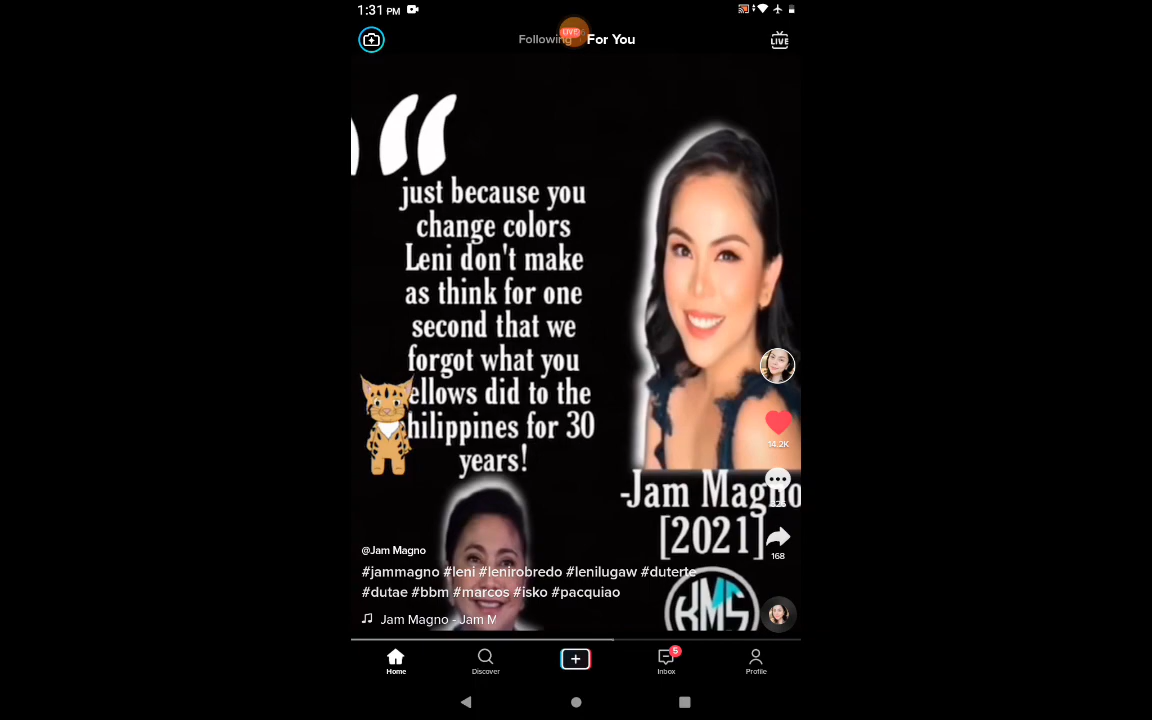 1:31 PM
LIVE
Following
For You
LIVE
just because you
change colors
Leni don't make
as think for one
second that we
forgot what you
ellows did to the
hilippines for 30
years!
14.2K
-Jam Magno
[2021]
168
@Jam Magno
#jammagno #leni #lenirobredo #lenilugaw #duterte
#dutae #bbm #marcos #isko #pacquiao
KMS
Jam Magno - Jam M
Home
Discover
5
Inbox
Profile